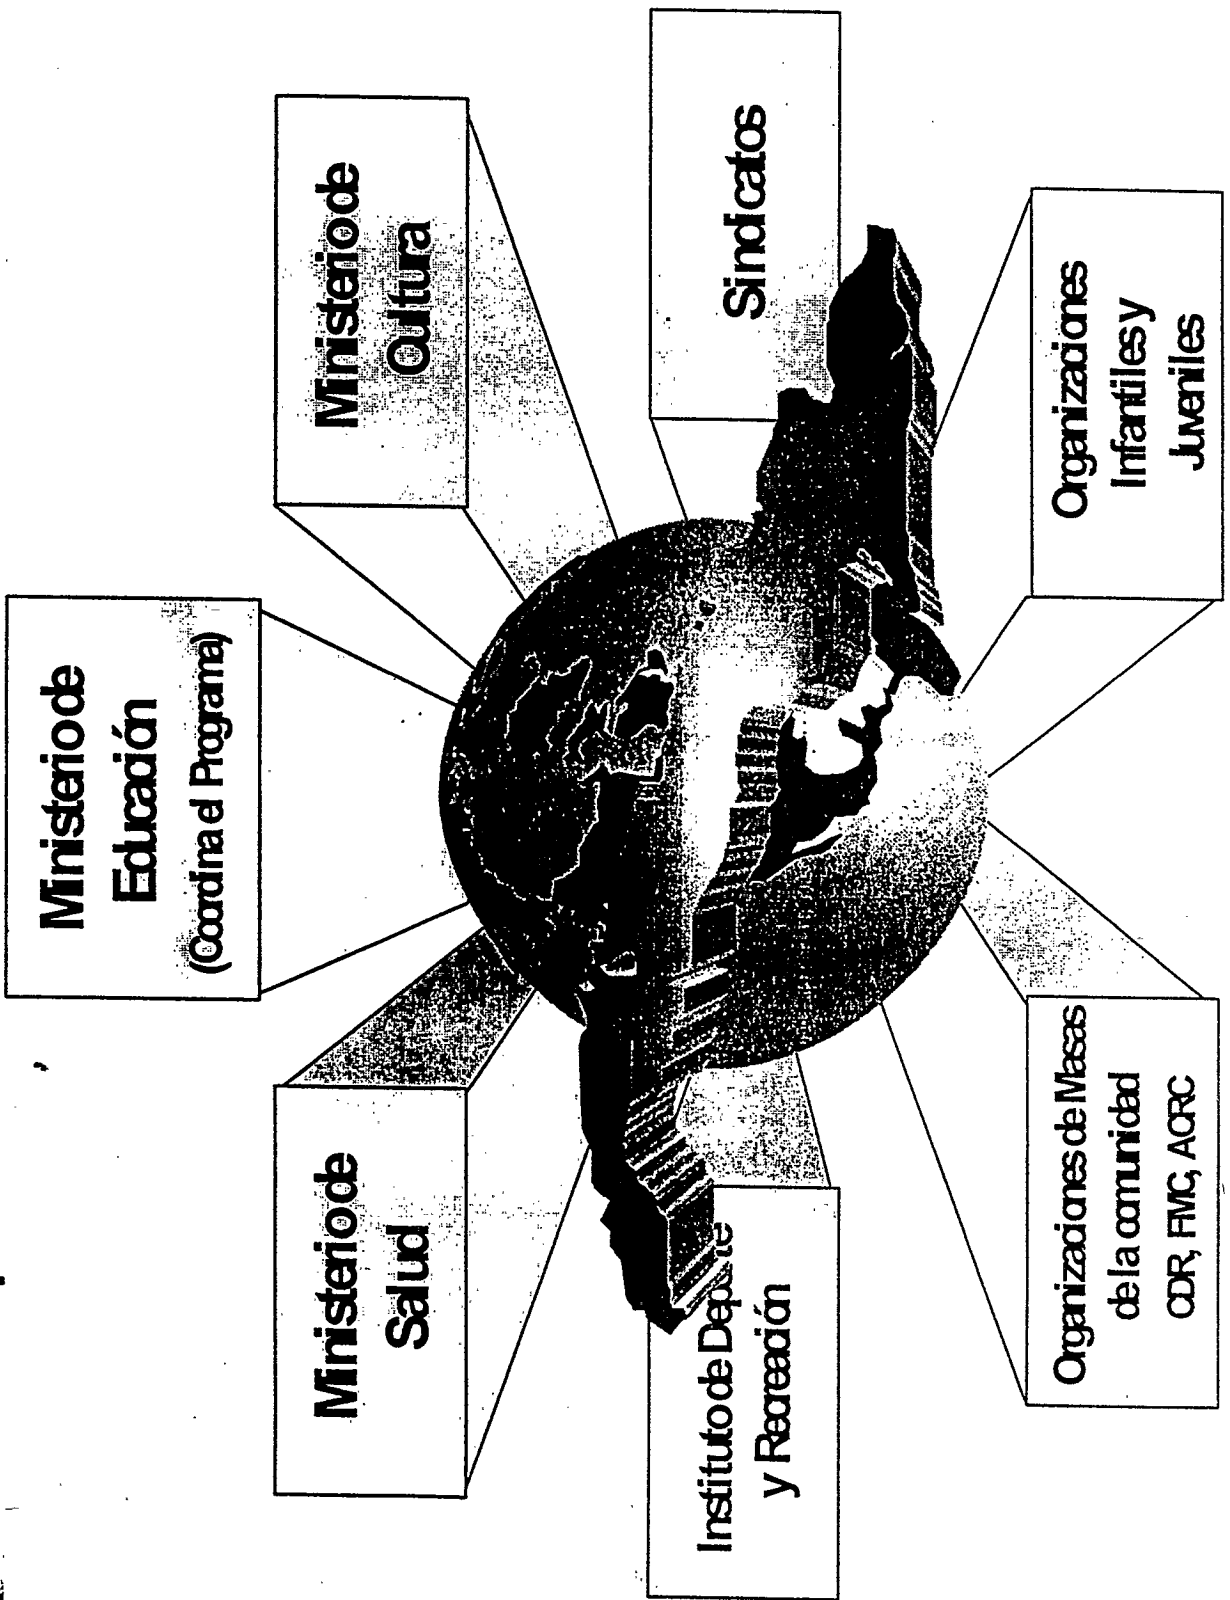 Ministerio de
Educación
(Coordina el Programa)
Ministerio de
Salud
Ministerio de
Cultura
Instituto de Deporte
y Recreación
Sindicatos
Organizaciones de Masas
de la comunidad
CDR, FMC, ACRC
Organizaciones
Infantiles y
Juveniles